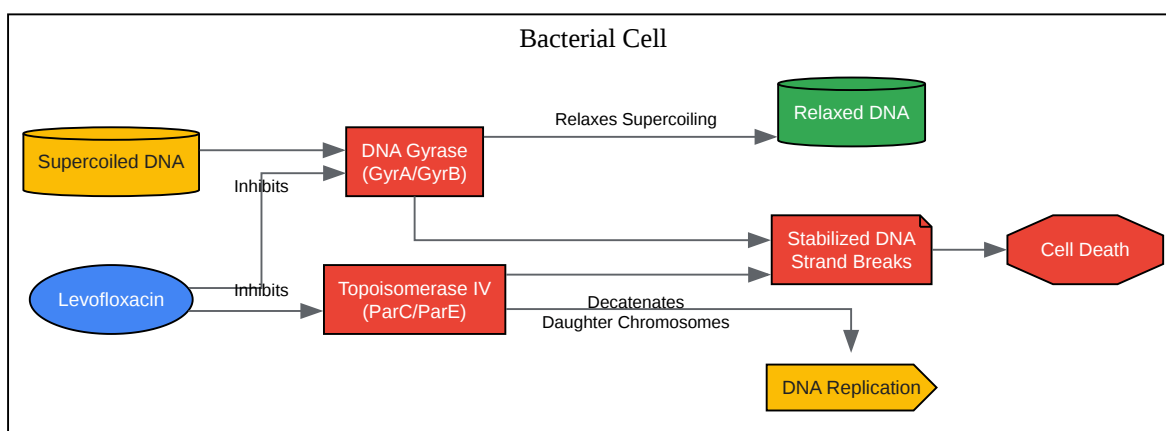 Bacterial Cell
Relaxed DNA
Relaxes Supercoiling
Supercoiled DNA
DNA Gyrase
(GyrA/GyrB)
Inhibits
Stabilized DNA
Strand Breaks
Cell Death
Levofloxacin
Inhibits
Topoisomerase IV
(ParC/ParE)
Decatenates
Daughter Chromosomes
DNA Replication